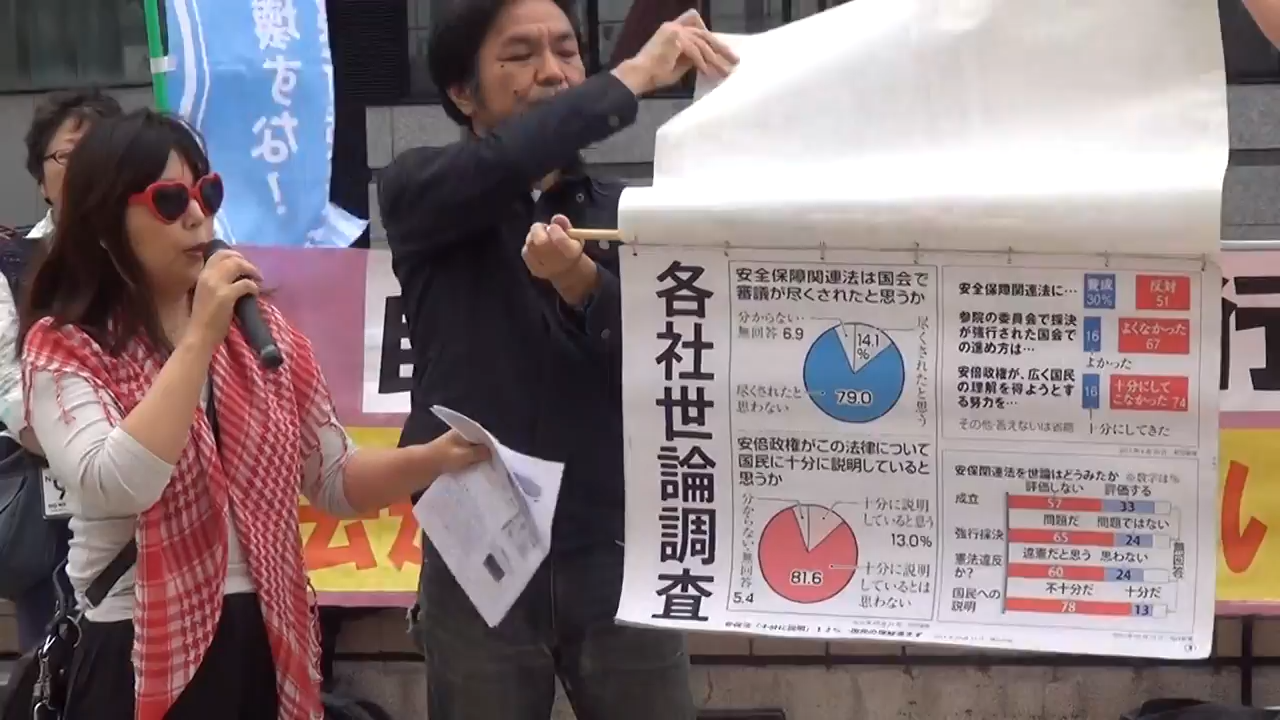 壊すな!
各社世論調査
安全保障関連法は国会で
審議が尽くされたと思うか
分からない・
無回答 6.9
14.1
%
尽くされたと思う
79.0
尽くされたと
思わない
安倍政権がこの法律について
国民に十分に説明していると
思うか
分からない・無回答
5.4
十分に説明
していると思う
13.0%
81.6
十分に説明
しているとは
思わない
安全保障関連法に…
賛成
30%
反対
51
参院の委員会で採決
が強行された国会で
の進め方は…
16
よかった
よくなかった
67
安倍政権が、広く国民
の理解を得ようとす
る努力を…
16
十分にして
こなかった 74
その他・答えないは省略
十分にしてきた
安保関連法を世論はどうみたか ※数字は%
評価しない 評価する
成立
57 33
問題だ 問題ではない
強行採決
65 24
違憲だと思う 思わない
憲法違反
か?
60 24
不十分だ 十分だ
国民への
説明
78 13
無回答
行
い